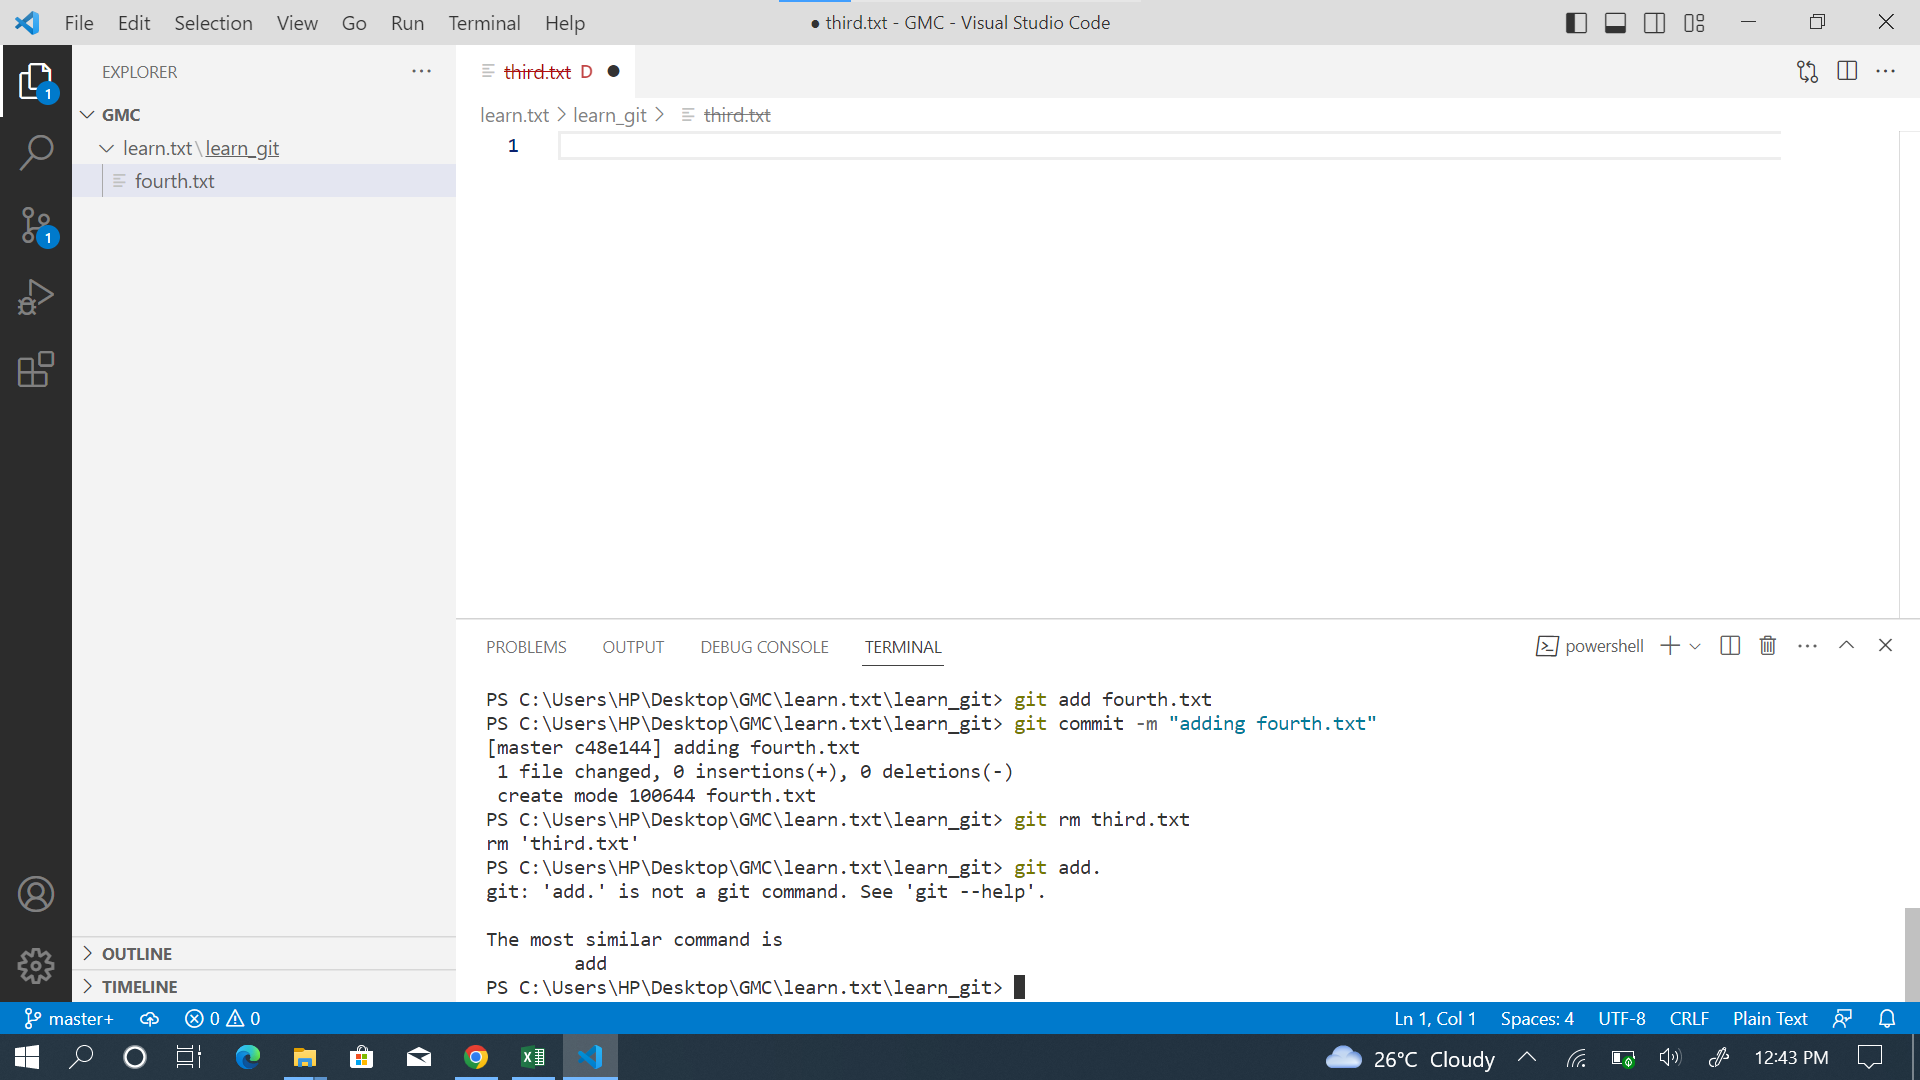 File Edit Selection View Go Run Terminal Help
● third.txt - GMC - Visual Studio Code
EXPLORER
third.txt D
1
GMC
learn.txt > learn_git > third.txt
learn.txt\learn_git
1
fourth.txt
1
PROBLEMS OUTPUT DEBUG CONSOLE TERMINAL
powershell
PS C:\Users\HP\Desktop\GMC\learn.txt\learn_git> git add fourth.txt
PS C:\Users\HP\Desktop\GMC\learn.txt\learn_git> git commit -m "adding fourth.txt"
[master c48e144] adding fourth.txt
1 file changed, 0 insertions(+), 0 deletions(-)
create mode 100644 fourth.txt
PS C:\Users\HP\Desktop\GMC\learn.txt\learn_git> git rm third.txt
rm 'third.txt'
PS C:\Users\HP\Desktop\GMC\learn.txt\learn_git> git add.
git: 'add.' is not a git command. See 'git --help'.
The most similar command is
add
PS C:\Users\HP\Desktop\GMC\learn.txt\learn_git>
OUTLINE
TIMELINE
master+ 0 0
Ln 1, Col 1 Spaces: 4 UTF-8 CRLF Plain Text
26°C Cloudy 12:43 PM